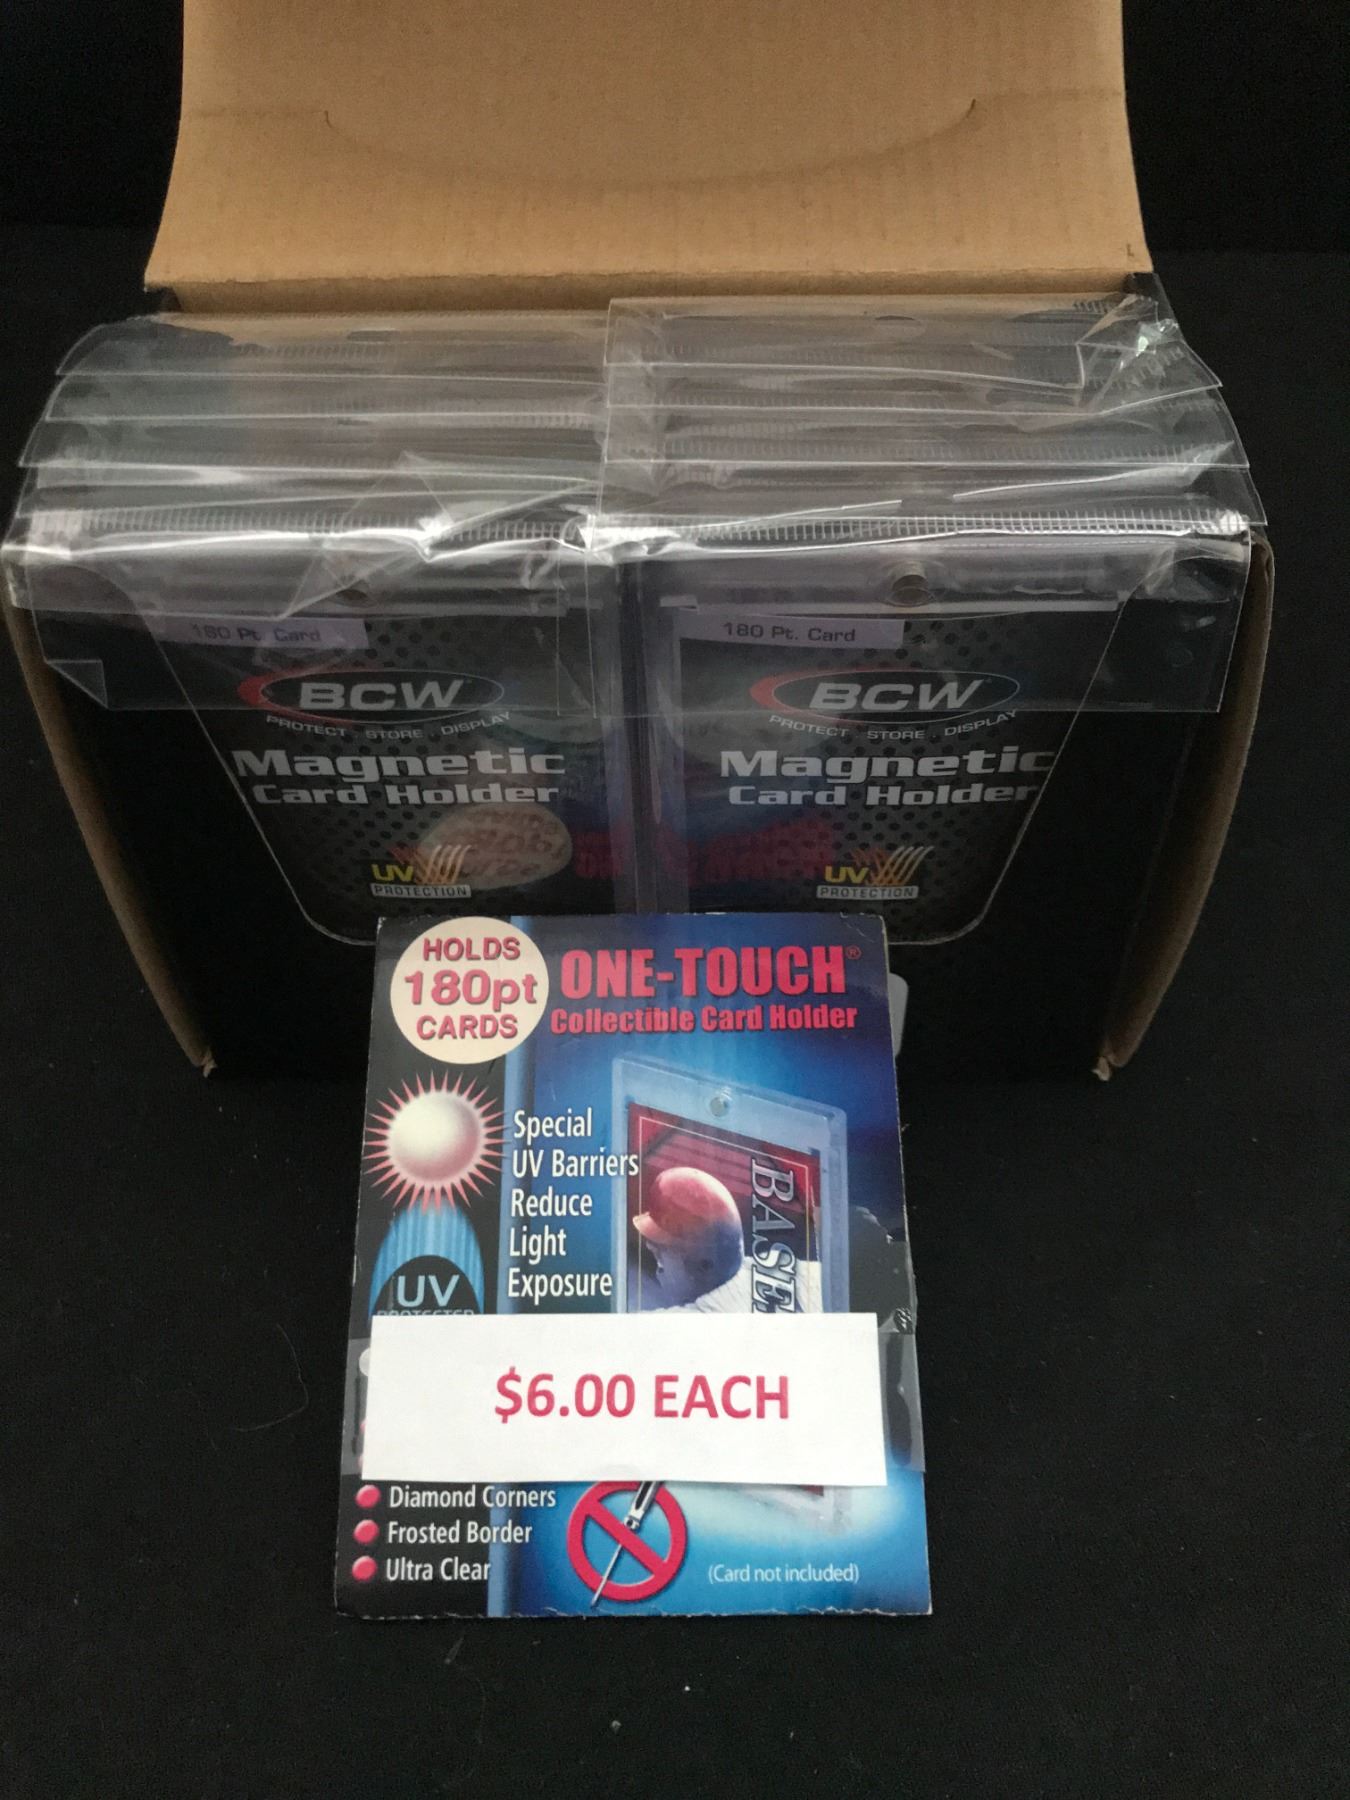 180 Pt. Card
BCW
PROTECT . STORE . DISPLAY
Magnetic
Card Holder
UV
PROTECTION
180 Pt. Card
BCW
PROTECT . STORE . DISPLAY
Magnetic
Card Holder
UV
PROTECTION
HOLDS
180pt
CARDS
ONE-TOUCH®
Collectible Card Holder
Special
UV Barriers
Reduce
Light
Exposure
UV
PROTECTED
BASE
$6.00 EACH
Diamond Corners
Frosted Border
Ultra Clear
(Card not included)